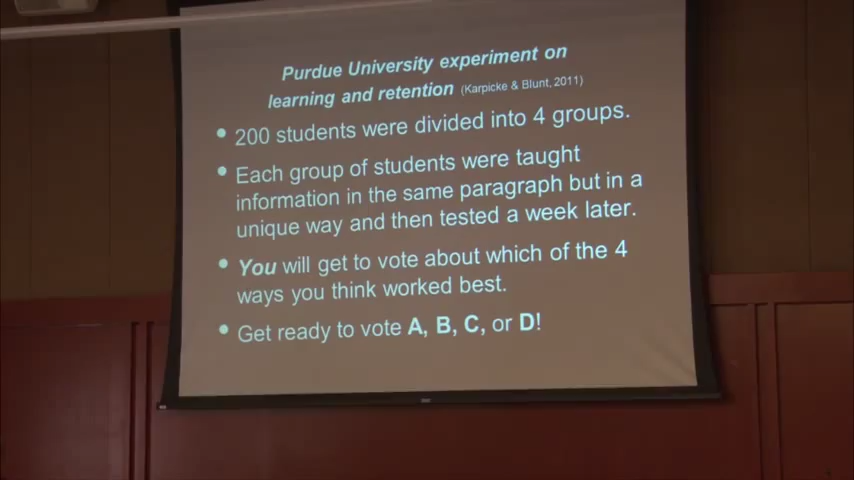 Purdue University experiment on
learning and retention (Karpicke & Blunt, 2011)
• 200 students were divided into 4 groups.
• Each group of students were taught
information in the same paragraph but in a
unique way and then tested a week later.
• You will get to vote about which of the 4
ways you think worked best.
• Get ready to vote A, B, C, or D!